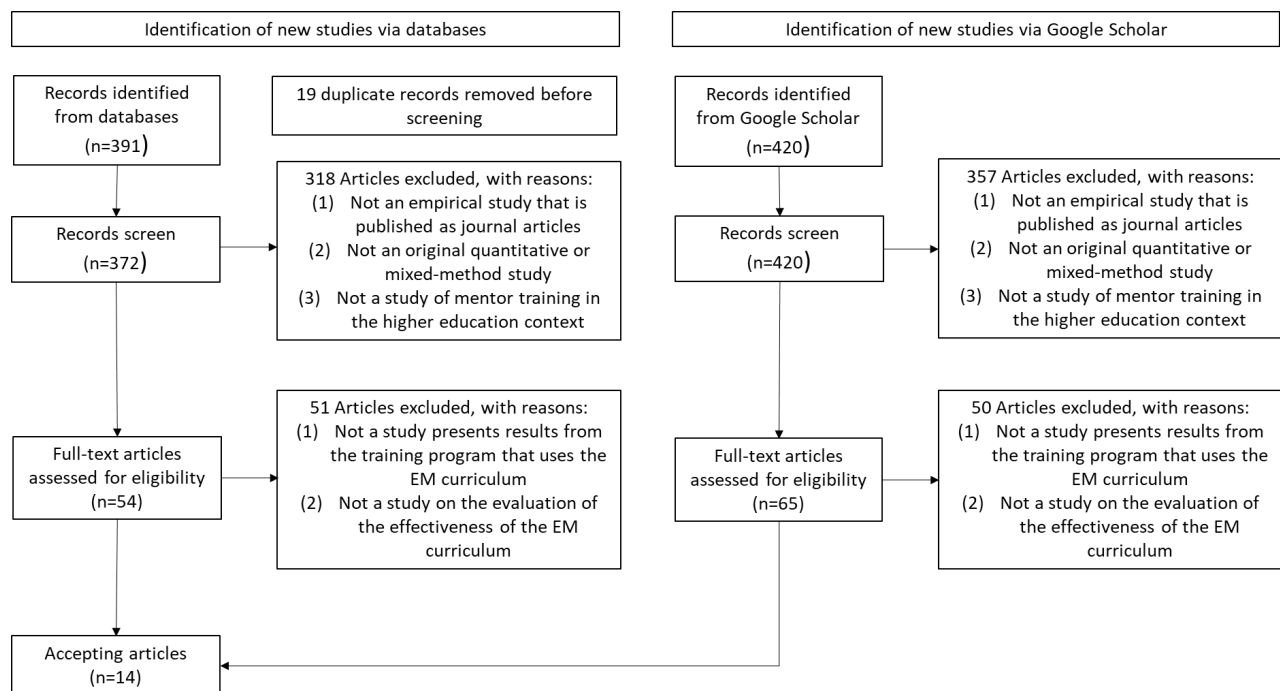 Identification of new studies via databases
Records identified
from databases
(n=391)
19 duplicate records removed before
screening
Records screen
(n=372)
318 Articles excluded, with reasons:
(1) Not an empirical study that is
published as journal articles
(2) Not an original quantitative or
mixed-method study
(3) Not a study of mentor training in
the higher education context
Full-text articles
assessed for eligibility
(n=54)
51 Articles excluded, with reasons:
(1) Not a study presents results from
the training program that uses the
EM curriculum
(2) Not a study on the evaluation of
the effectiveness of the EM
curriculum
Accepting articles
(n=14)
Identification of new studies via Google Scholar
Records identified
from Google Scholar
(n=420)
Records screen
(n=420)
357 Articles excluded, with reasons:
(1) Not an empirical study that is
published as journal articles
(2) Not an original quantitative or
mixed-method study
(3) Not a study of mentor training in
the higher education context
Full-text articles
assessed for eligibility
(n=65)
50 Articles excluded, with reasons:
(1) Not a study presents results from
the training program that uses the
EM curriculum
(2) Not a study on the evaluation of
the effectiveness of the EM
curriculum